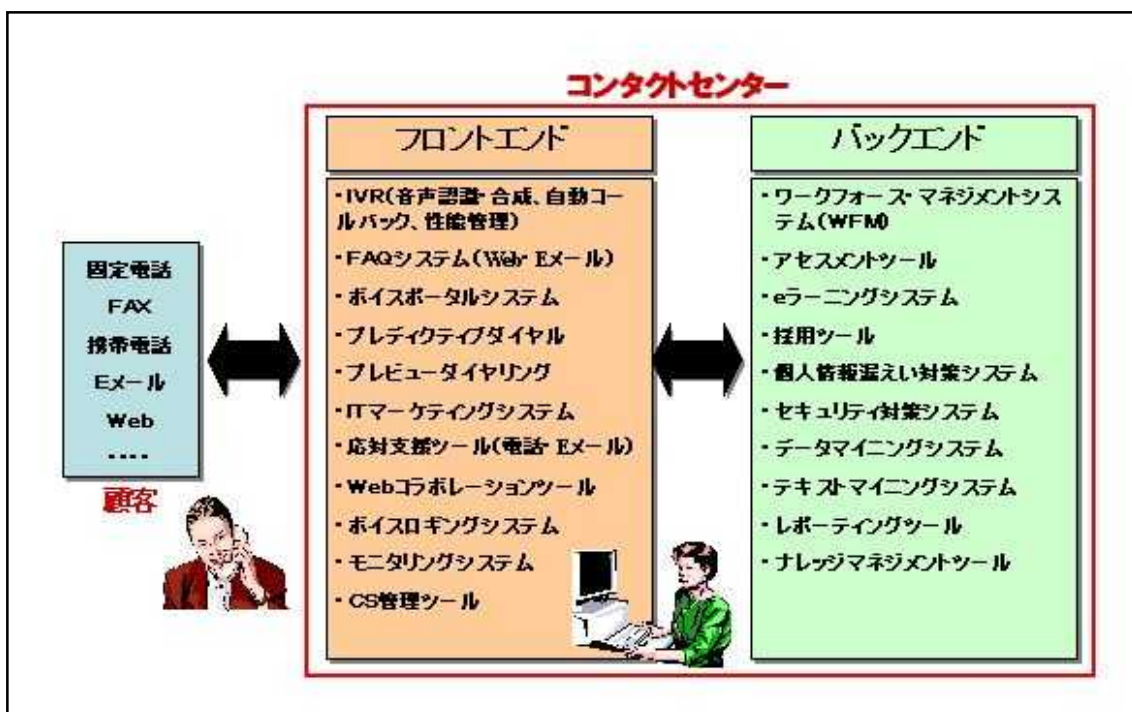 コンタクトセンター
固定電話
FAX
携帯電話
Eメール
Web
････
顧客
フロントエンド
・IVR(音声認識・合成、自動コー
ルバック、性能管理)
・FAQシステム(Web・Eメール)
・ボイスポータルシステム
・プレディクティブダイヤル
・プレビューダイヤリング
・ITマーケティングシステム
・応対支援ツール(電話・Eメール)
・Webコラボレーションツール
・ボイスロギングシステム
・モニタリングシステム
・CS管理ツール
バックエンド
・ワークフォース・マネジメントシス
テム(WFM)
・アセスメントツール
・eラーニングシステム
・採用ツール
・個人情報漏えい対策システム
・セキュリティ対策システム
・データマイニングシステム
・テキストマイニングシステム
・レポーティングツール
・ナレッジマネジメントツール